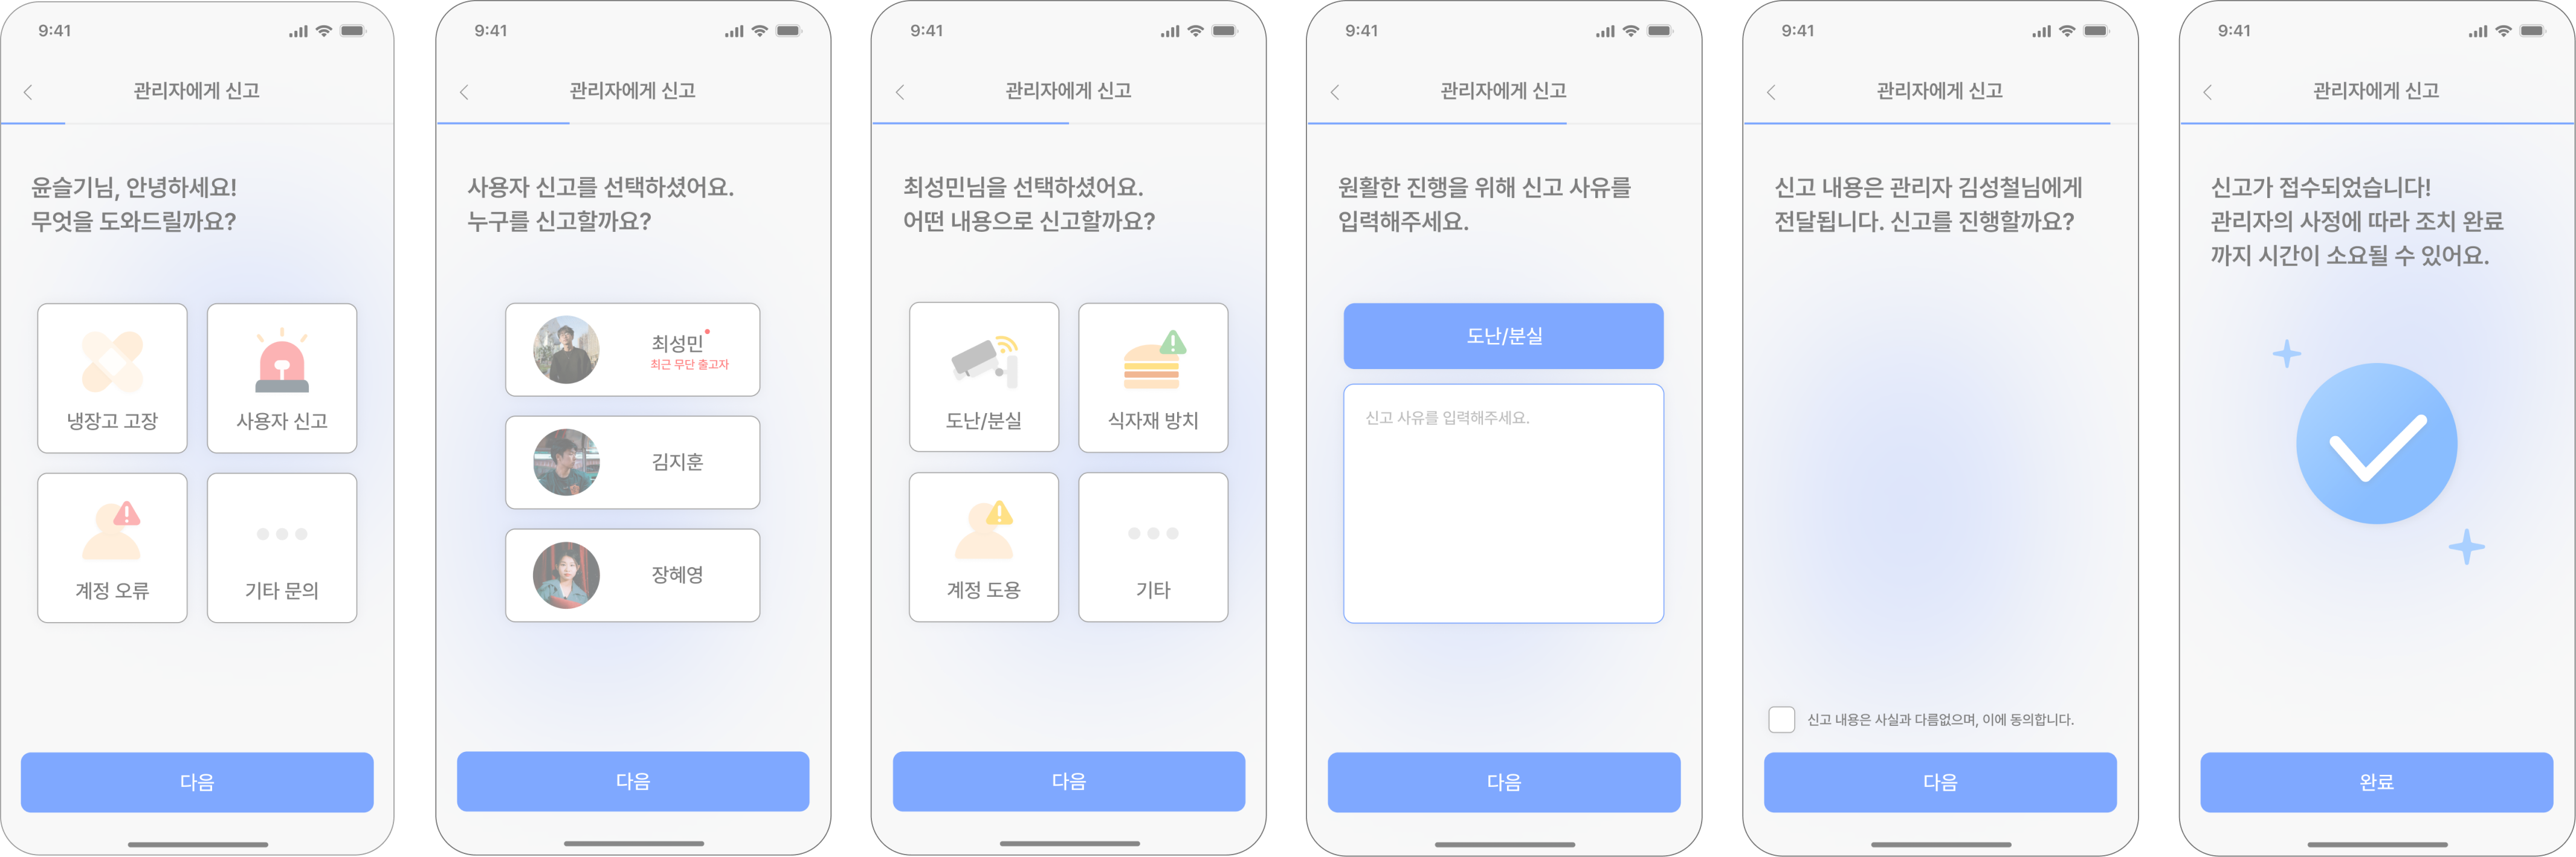 9:41
관리자에게 신고
윤슬기님, 안녕하세요!
무엇을 도와드릴까요?
냉장고 고장
사용자 신고
계정 오류
기타 문의
다음
9:41
관리자에게 신고
사용자 신고를 선택하셨어요.
누구를 신고할까요?
최성민
최근 무단 출고자
김지훈
장혜영
다음
9:41
관리자에게 신고
최성민님을 선택하셨어요.
어떤 내용으로 신고할까요?
도난/분실
식자재 방치
계정 도용
기타
다음
9:41
관리자에게 신고
원활한 진행을 위해 신고 사유를
입력해주세요.
도난/분실
신고 사유를 입력해주세요.
다음
9:41
관리자에게 신고
신고 내용은 관리자 김성철님에게
전달됩니다. 신고를 진행할까요?
신고 내용은 사실과 다름없으며, 이에 동의합니다.
다음
9:41
관리자에게 신고
신고가 접수되었습니다!
관리자의 사정에 따라 조치 완료
까지 시간이 소요될 수 있어요.
완료